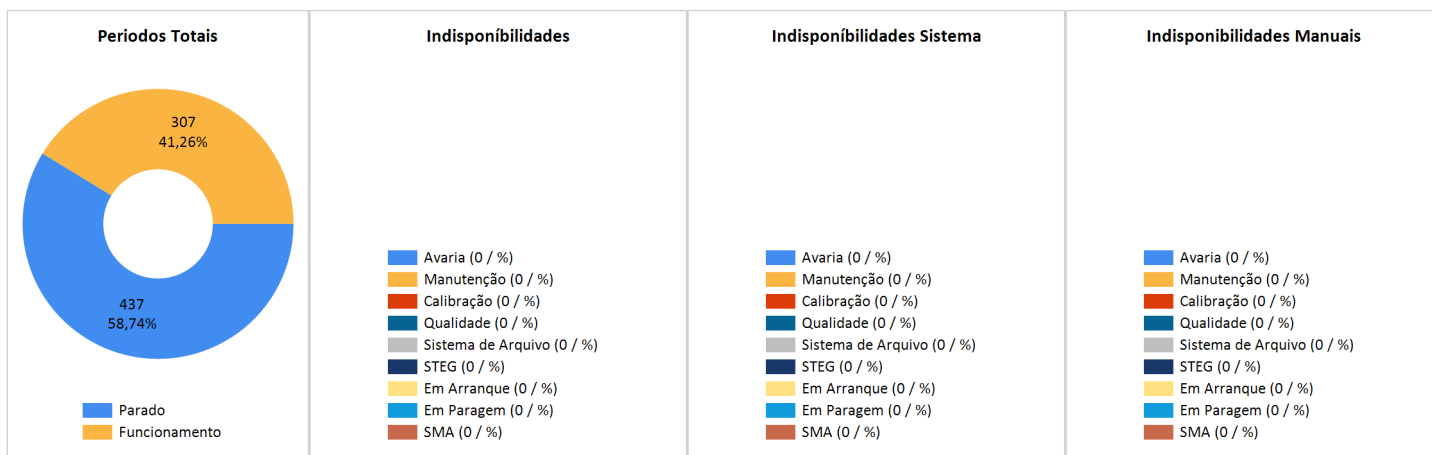 Periodos Totais
307
41,26%
437
58,74%
Parado
Funcionamento
Indisponíbilidades
Avaria (0 / %)
Manutenção (0 / %)
Calibração (0 / %)
Qualidade (0 / %)
Sistema de Arquivo (0 / %)
STEG (0 / %)
Em Arranque (0 / %)
Em Paragem (0 / %)
SMA (0 / %)
Indisponíbilidades Sistema
Avaria (0 / %)
Manutenção (0 / %)
Calibração (0 / %)
Qualidade (0 / %)
Sistema de Arquivo (0 / %)
STEG (0 / %)
Em Arranque (0 / %)
Em Paragem (0 / %)
SMA (0 / %)
Indisponibilidades Manuais
Avaria (0 / %)
Manutenção (0 / %)
Calibração (0 / %)
Qualidade (0 / %)
Sistema de Arquivo (0 / %)
STEG (0 / %)
Em Arranque (0 / %)
Em Paragem (0 / %)
SMA (0 / %)